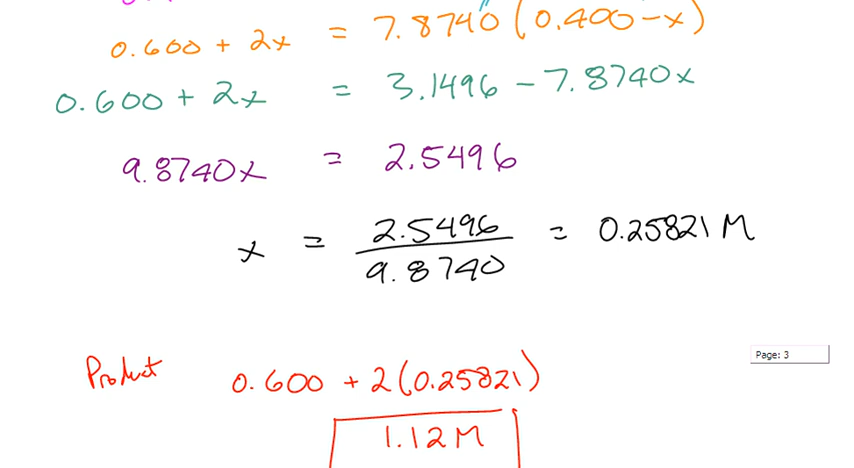 0.600 + 2x = 7.8740 (0.400 - x)
0.600 + 2x = 3.1496 - 7.8740x
9.8740x = 2.5496
x = 2.5496 / 9.8740 = 0.25821 M
Page: 3
Product 0.600 + 2(0.25821)
1.12 M